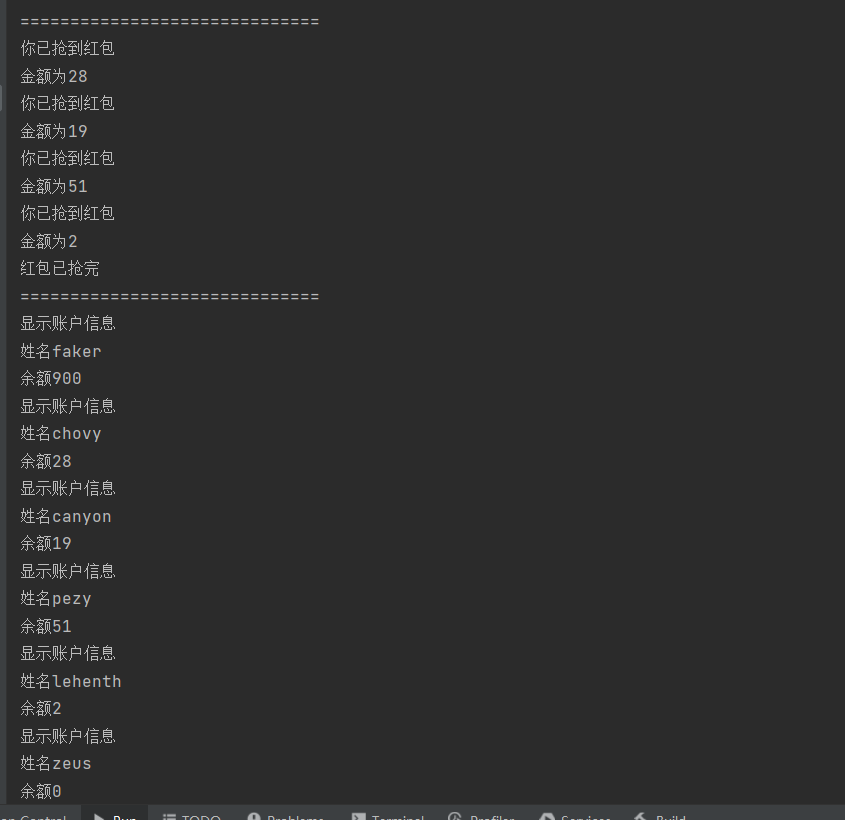 ==============================
你已抢到红包
金额为28
你已抢到红包
金额为19
你已抢到红包
金额为51
你已抢到红包
金额为2
红包已抢完
==============================
显示账户信息
姓名faker
余额900
显示账户信息
姓名chovy
余额28
显示账户信息
姓名canyon
余额19
显示账户信息
姓名pezy
余额51
显示账户信息
姓名lehenth
余额2
显示账户信息
姓名zeus
余额0
Control Run TODO Problems Terminal Profiler Services Build